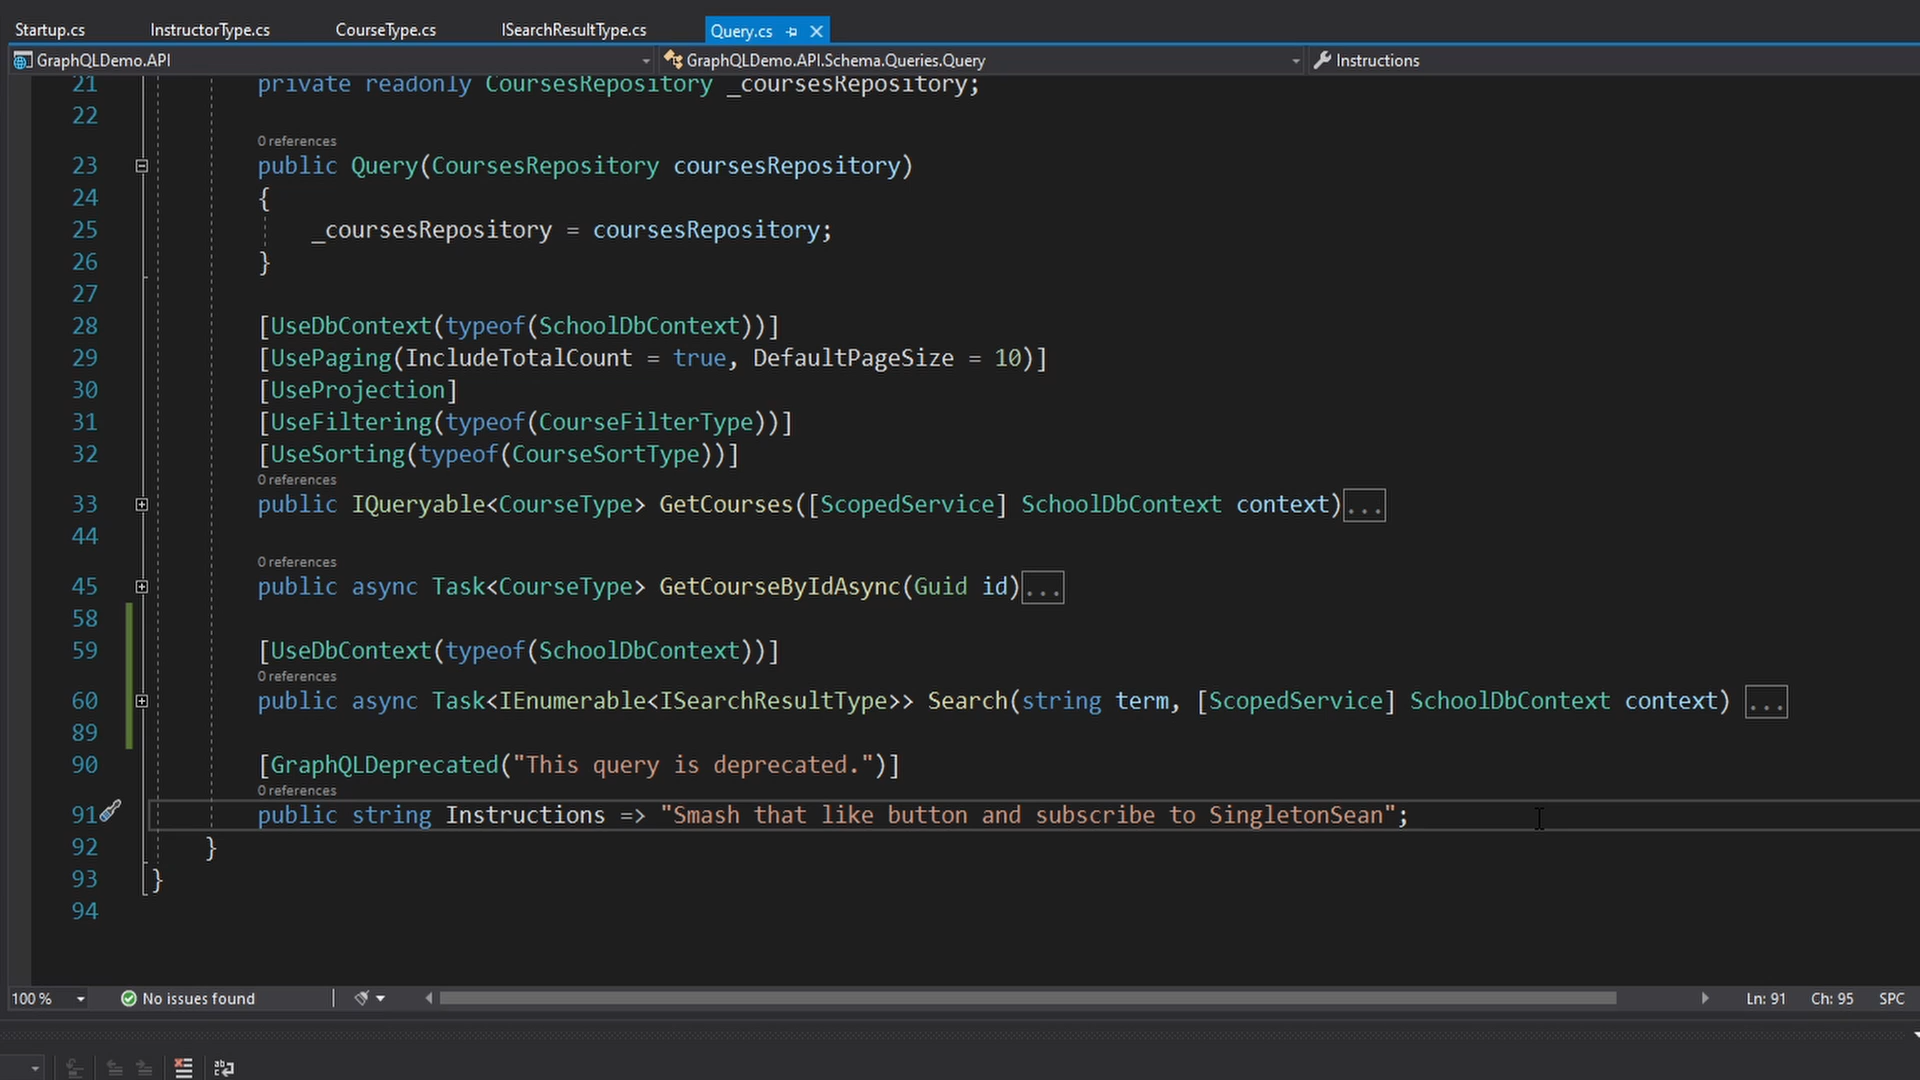 Startup.cs InstructorType.cs CourseType.cs ISearchResultType.cs Query.cs
GraphQLDemo.API GraphQLDemo.API.Schema.Queries.Query Instructions
21 private readonly CoursesRepository _coursesRepository;
22
0 references
23 public Query(CoursesRepository coursesRepository)
24 {
25 _coursesRepository = coursesRepository;
26 }
27
28 [UseDbContext(typeof(SchoolDbContext))]
29 [UsePaging(IncludeTotalCount = true, DefaultPageSize = 10)]
30 [UseProjection]
31 [UseFiltering(typeof(CourseFilterType))]
32 [UseSorting(typeof(CourseSortType))]
0 references
33 public IQueryable<CourseType> GetCourses([ScopedService] SchoolDbContext context)...
44
0 references
45 public async Task<CourseType> GetCourseByIdAsync(Guid id)...
58
59 [UseDbContext(typeof(SchoolDbContext))]
0 references
60 public async Task<IEnumerable<ISearchResultType>> Search(string term, [ScopedService] SchoolDbContext context) ...
89
90 [GraphQLDeprecated("This query is deprecated.")]
0 references
91 public string Instructions => "Smash that like button and subscribe to SingletonSean";
92 }
93 }
94
100 % No issues found Ln: 91 Ch: 95 SPC